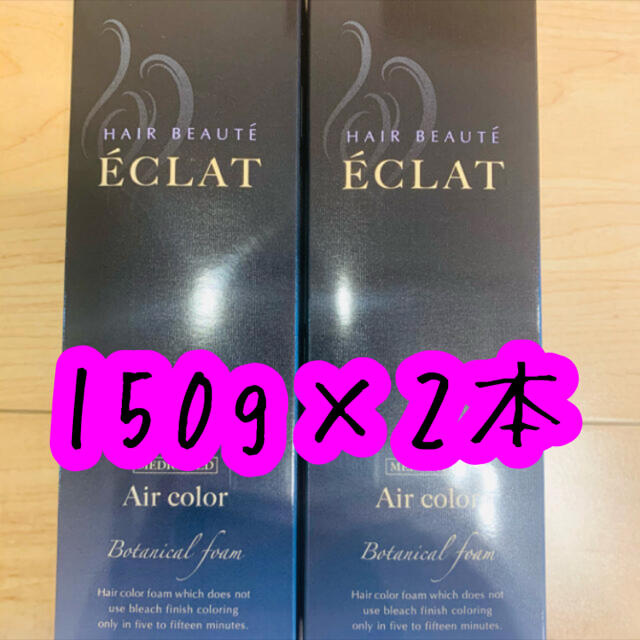 HAIR BEAUTÉ
ÉCLAT
HAIR BEAUTÉ
ÉCLAT
150g×2本
Air color
Botanical foam
Hair color foam which does not
use bleach finish coloring
only in five to fifteen minutes.
Air color
Botanical foam
Hair color foam which does not
use bleach finish coloring
only in five to fifteen minutes.